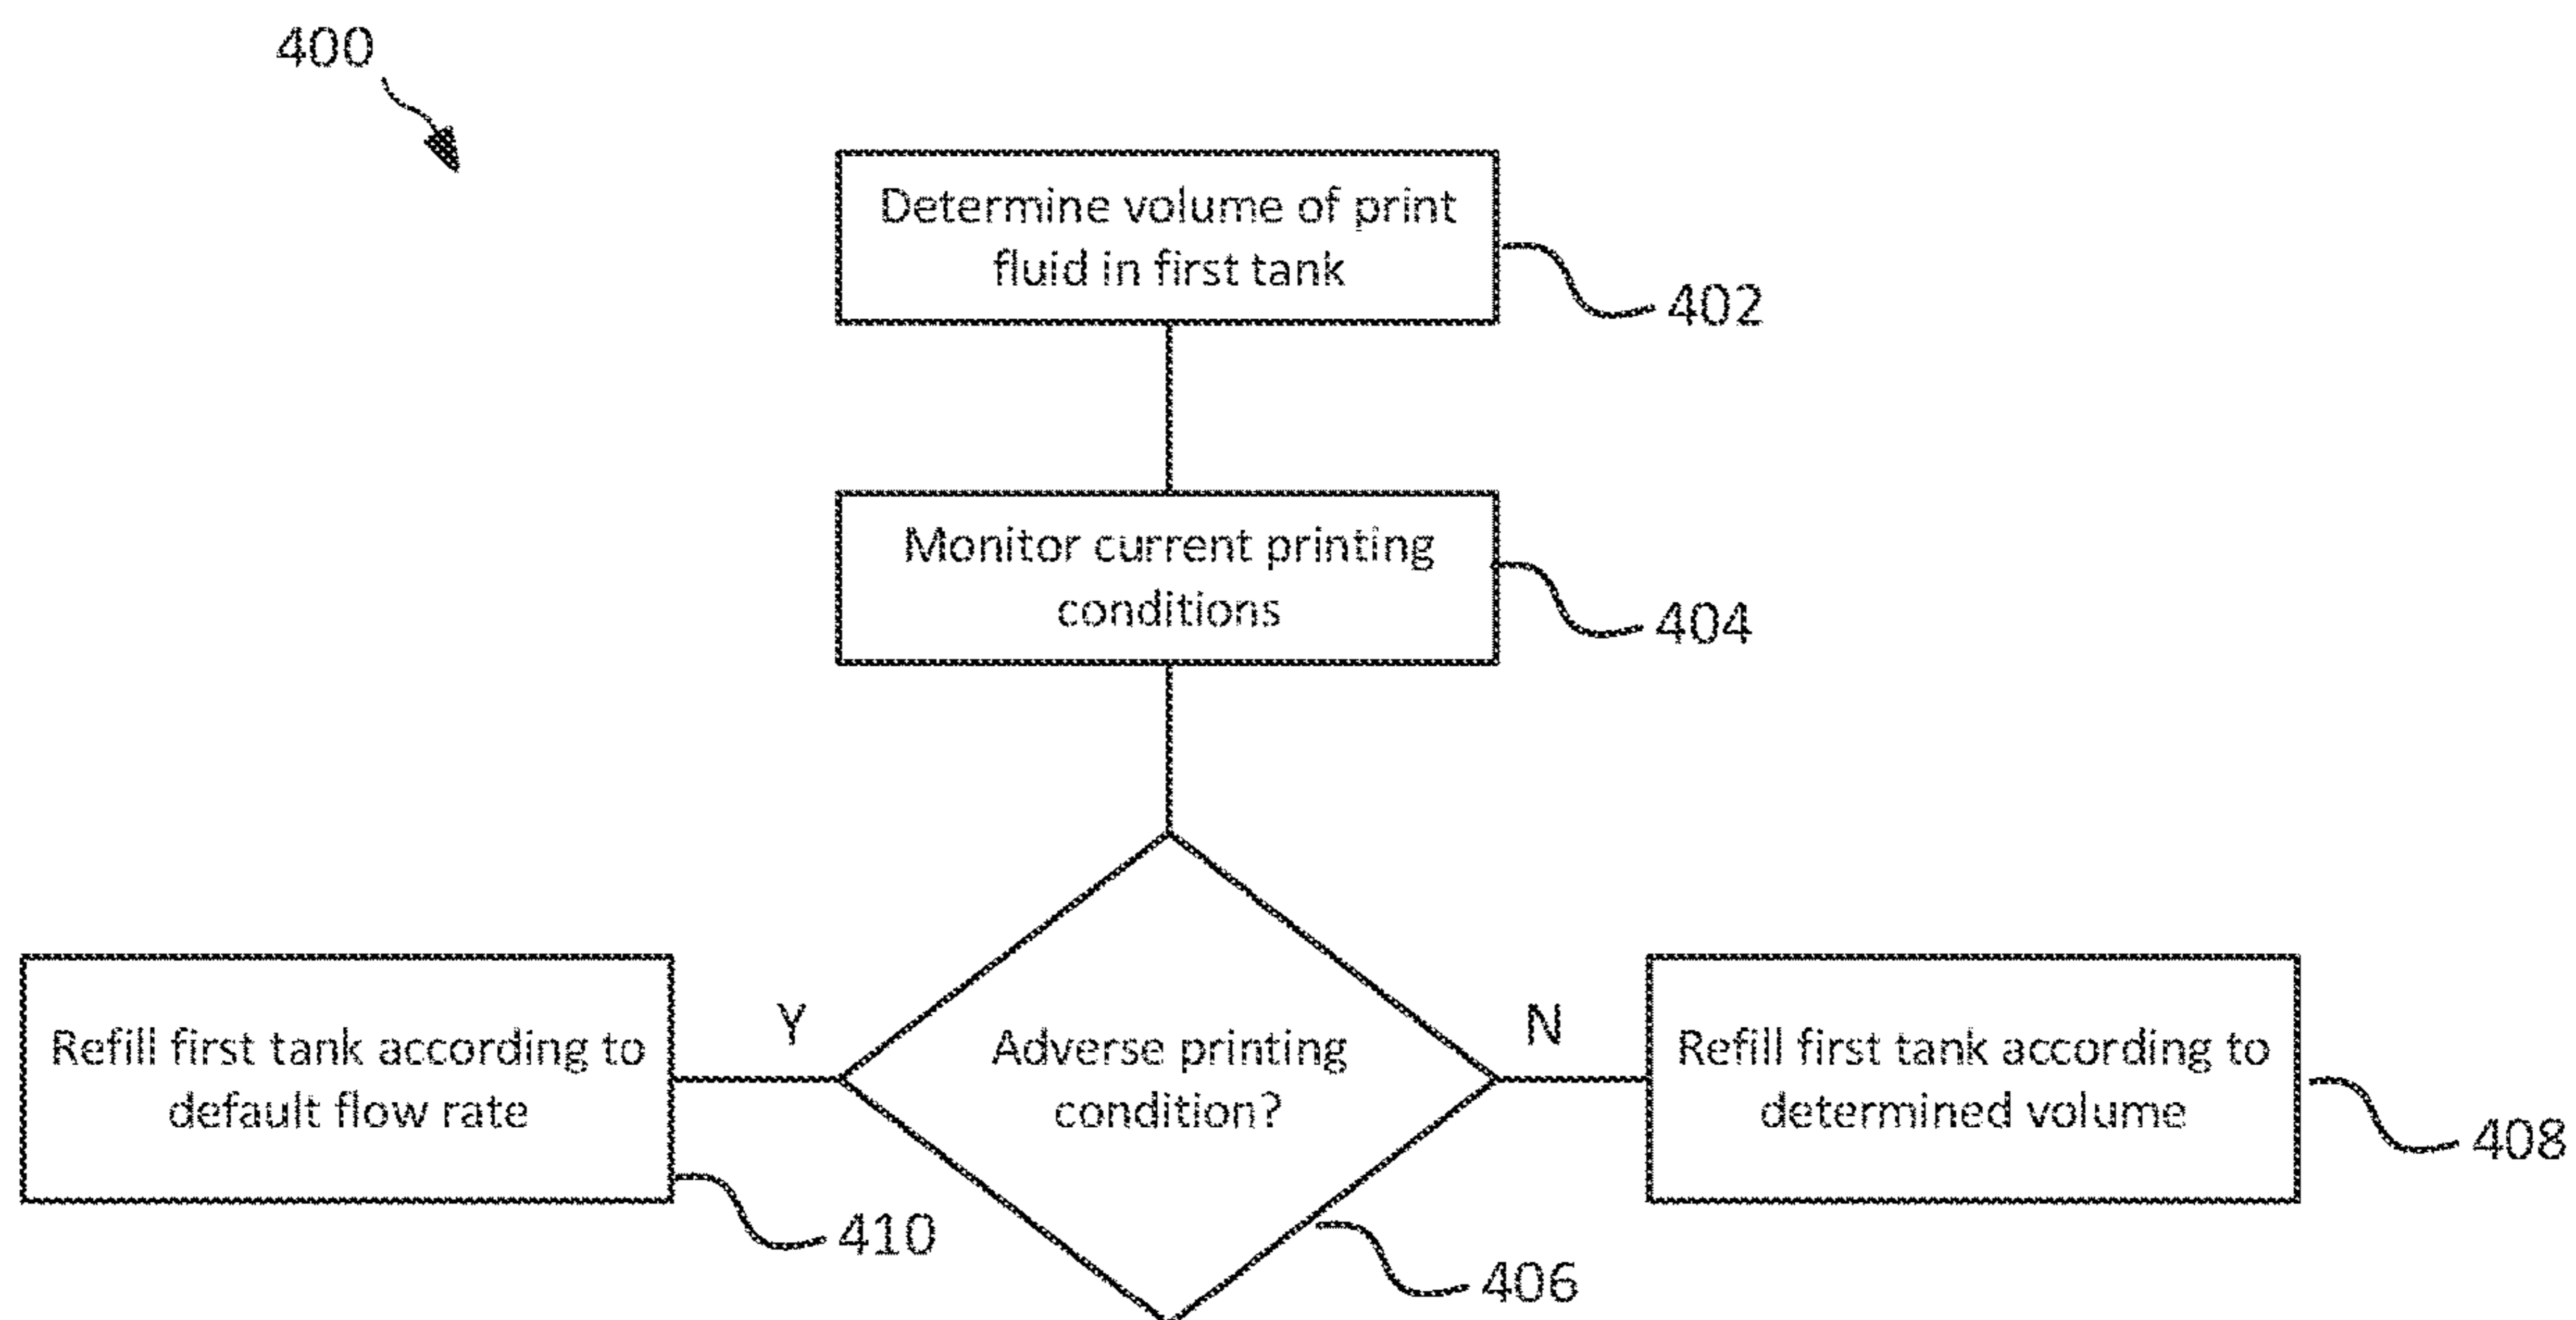 400
Determine volume of print
fluid in first tank
402
Monitor current printing
conditions
404
Refill first tank according to
default flow rate
410
Y
Adverse printing
condition?
406
N
Refill first tank according to
determined volume
408